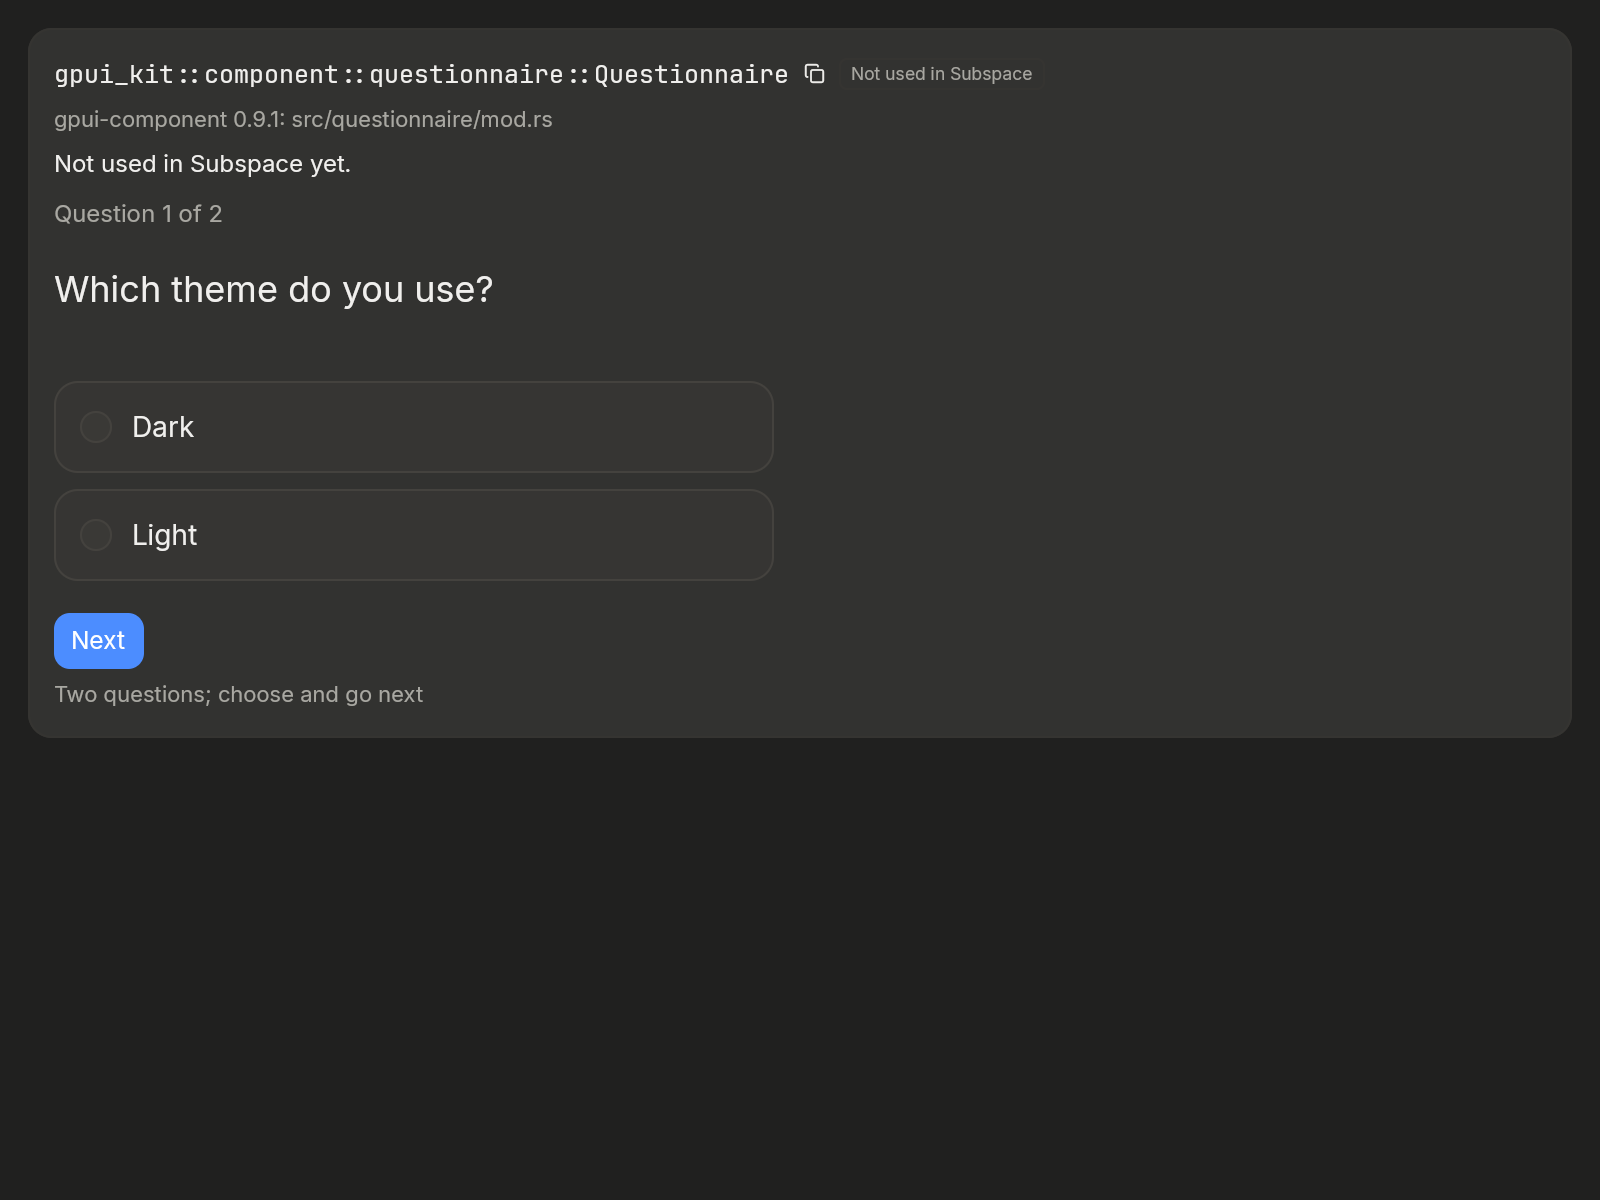 gpui_kit::component::questionnaire::Questionnaire Not used in Subspace
gpui-component 0.9.1: src/questionnaire/mod.rs
Not used in Subspace yet.
Question 1 of 2
Which theme do you use?
Dark
Light
Next
Two questions; choose and go next